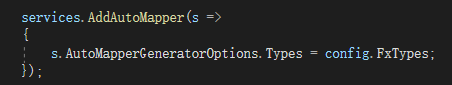 services.AddAutoMapper(s =>
{
s.AutoMapperGeneratorOptions.Types = config.FxTypes;
});